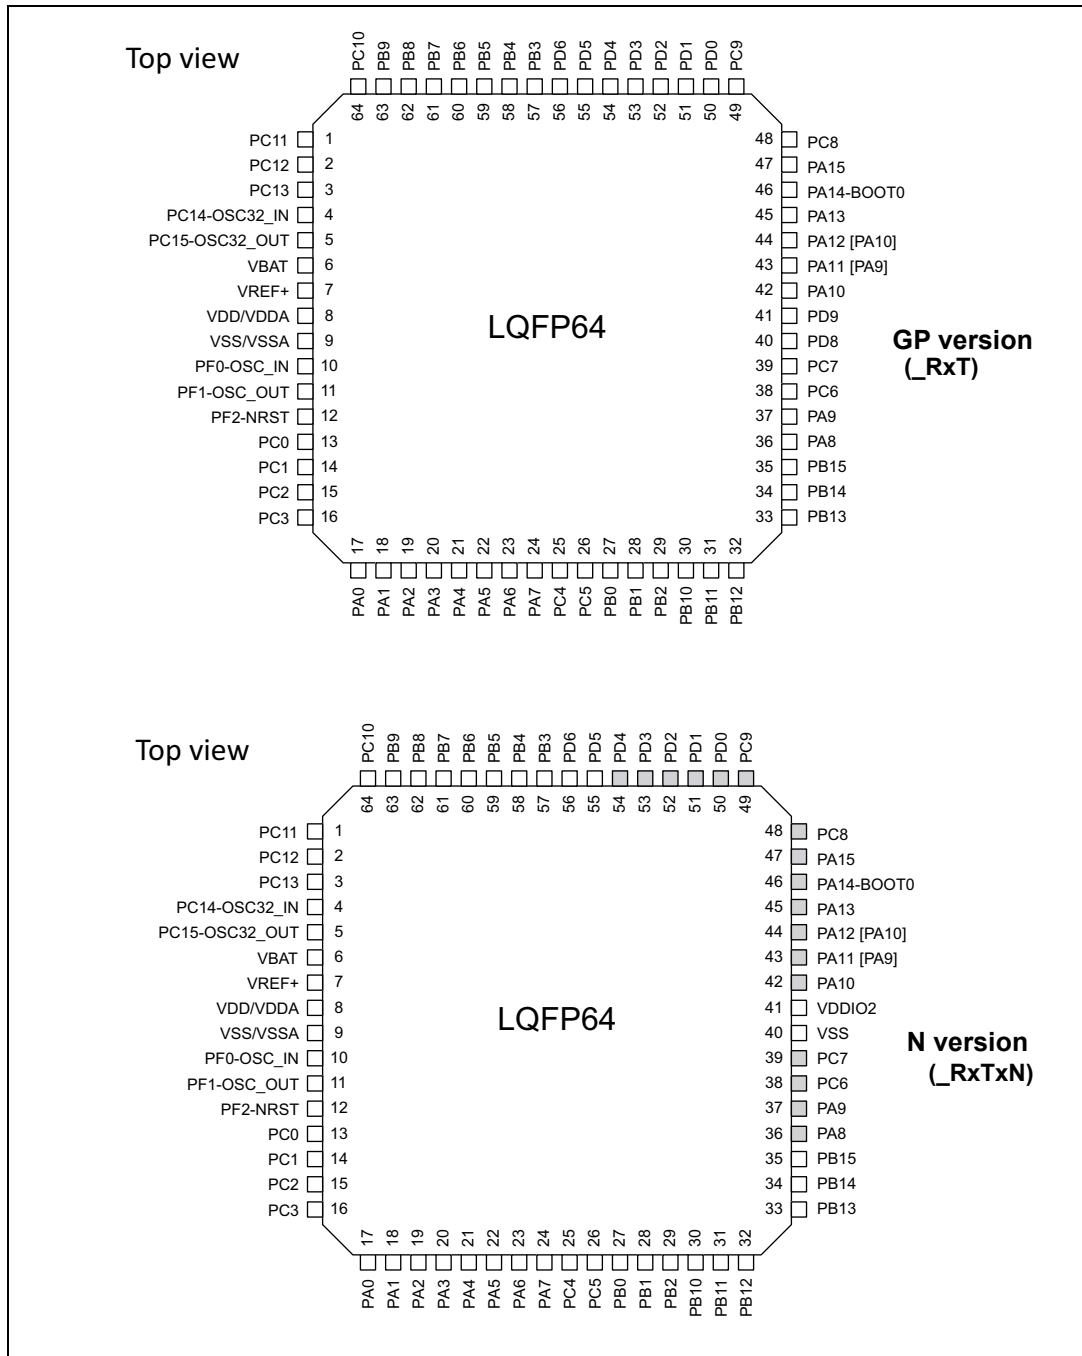 Top view
PC10 PB9 PB8 PB7 PB6 PB5 PB4 PB3 PD6 PD5 PD4 PD3 PD2 PD1 PD0 PC9
64 63 62 61 60 59 58 57 56 55 54 53 52 51 50 49
PC11 1 48 PC8
PC12 2 47 PA15
PC13 3 46 PA14-BOOT0
PC14-OSC32_IN 4 45 PA13
PC15-OSC32_OUT 5 44 PA12 [PA10]
VBAT 6 43 PA11 [PA9]
VREF+ 7 42 PA10
VDD/VDDA 8 41 PD9
LQFP64
VSS/VSSA 9 40 PD8
GP version
(_RxT)
PF0-OSC_IN 10 39 PC7
PF1-OSC_OUT 11 38 PC6
PF2-NRST 12 37 PA9
PC0 13 36 PA8
PC1 14 35 PB15
PC2 15 34 PB14
PC3 16 33 PB13
17 18 19 20 21 22 23 24 25 26 27 28 29 30 31 32
PA0 PA1 PA2 PA3 PA4 PA5 PA6 PA7 PC4 PC5 PB0 PB1 PB2 PB10 PB11 PB12
Top view
PC10 PB9 PB8 PB7 PB6 PB5 PB4 PB3 PD6 PD5 PD4 PD3 PD2 PD1 PD0 PC9
64 63 62 61 60 59 58 57 56 55 54 53 52 51 50 49
PC11 1 48 PC8
PC12 2 47 PA15
PC13 3 46 PA14-BOOT0
PC14-OSC32_IN 4 45 PA13
PC15-OSC32_OUT 5 44 PA12 [PA10]
VBAT 6 43 PA11 [PA9]
VREF+ 7 42 PA10
VDD/VDDA 8 41 VDDIO2
LQFP64
VSS/VSSA 9 40 VSS
N version
(_RxTxN)
PF0-OSC_IN 10 39 PC7
PF1-OSC_OUT 11 38 PC6
PF2-NRST 12 37 PA9
PC0 13 36 PA8
PC1 14 35 PB15
PC2 15 34 PB14
PC3 16 33 PB13
17 18 19 20 21 22 23 24 25 26 27 28 29 30 31 32
PA0 PA1 PA2 PA3 PA4 PA5 PA6 PA7 PC4 PC5 PB0 PB1 PB2 PB10 PB11 PB12